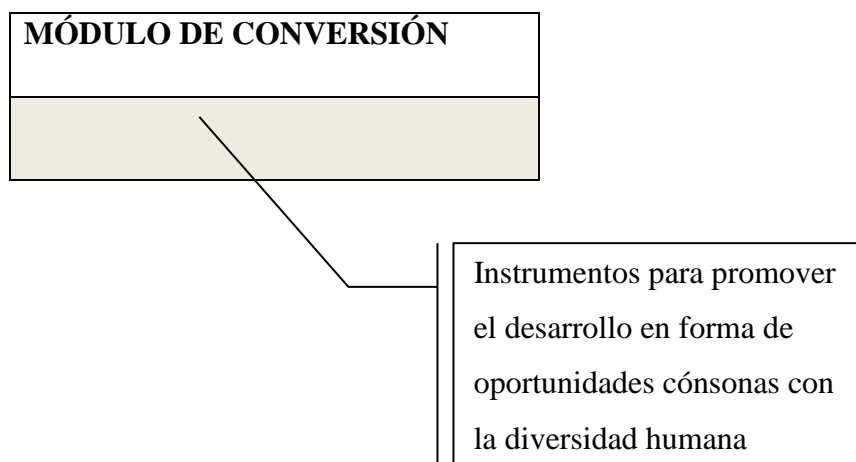 MÓDULO DE CONVERSIÓN
Instrumentos para promover
el desarrollo en forma de
oportunidades cónsonas con
la diversidad humana